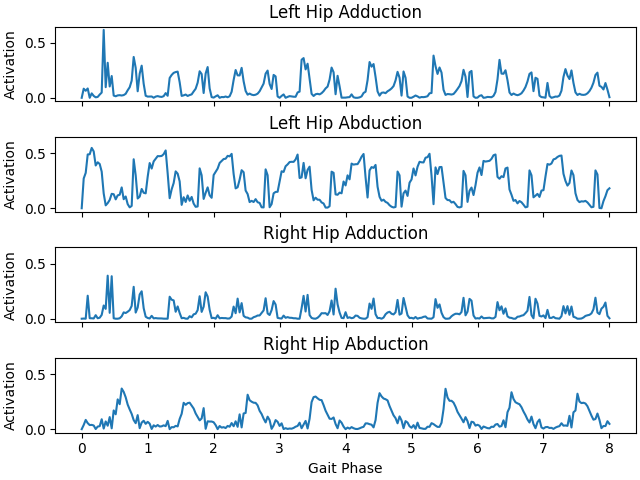 Left Hip Adduction
Activation
0.5
0.0
Left Hip Abduction
Activation
0.5
0.0
Right Hip Adduction
Activation
0.5
0.0
Right Hip Abduction
Activation
0.5
0.0
0 1 2 3 4 5 6 7 8
Gait Phase